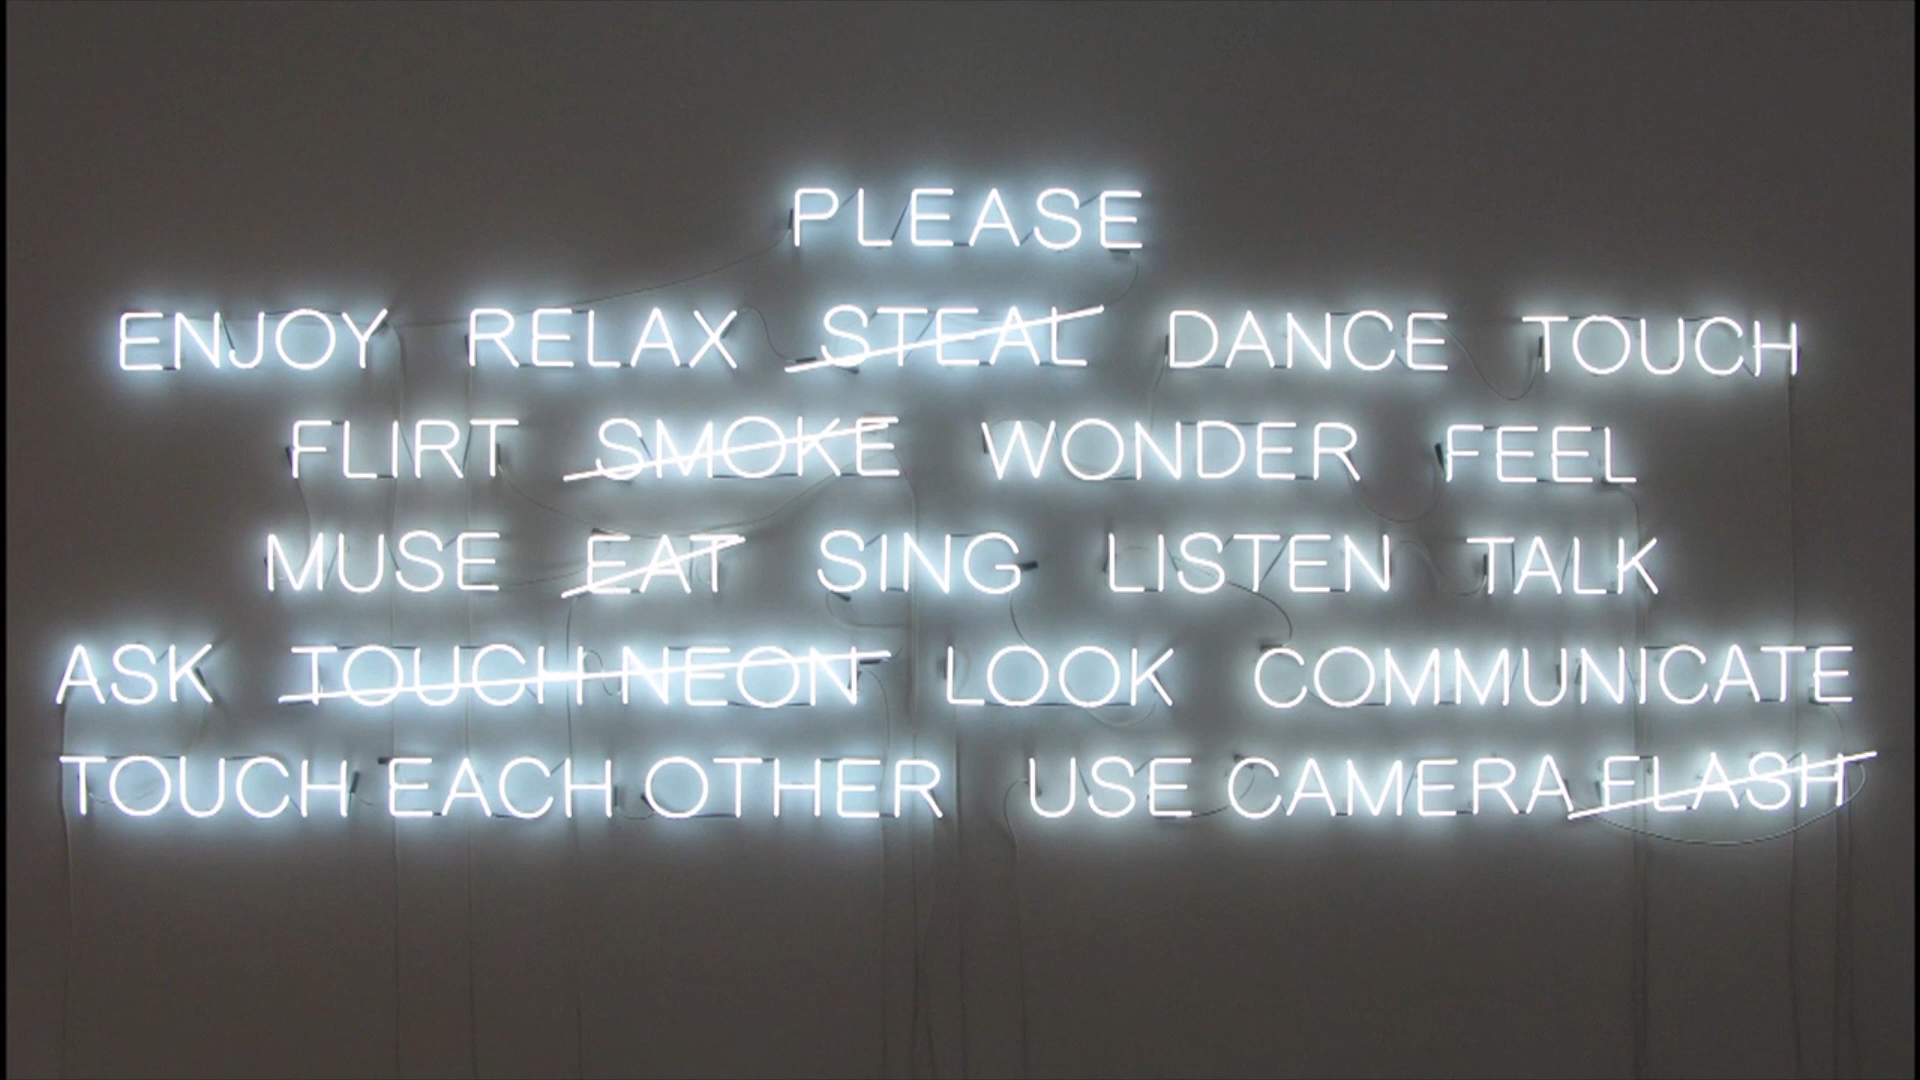 PLEASE
ENJOY RELAX STEAL DANCE TOUCH
FLIRT SMOKE WONDER FEEL
MUSE EAT SING LISTEN TALK
ASK TOUCH NEON LOOK COMMUNICATE
TOUCH EACH OTHER USE CAMERA FLASH